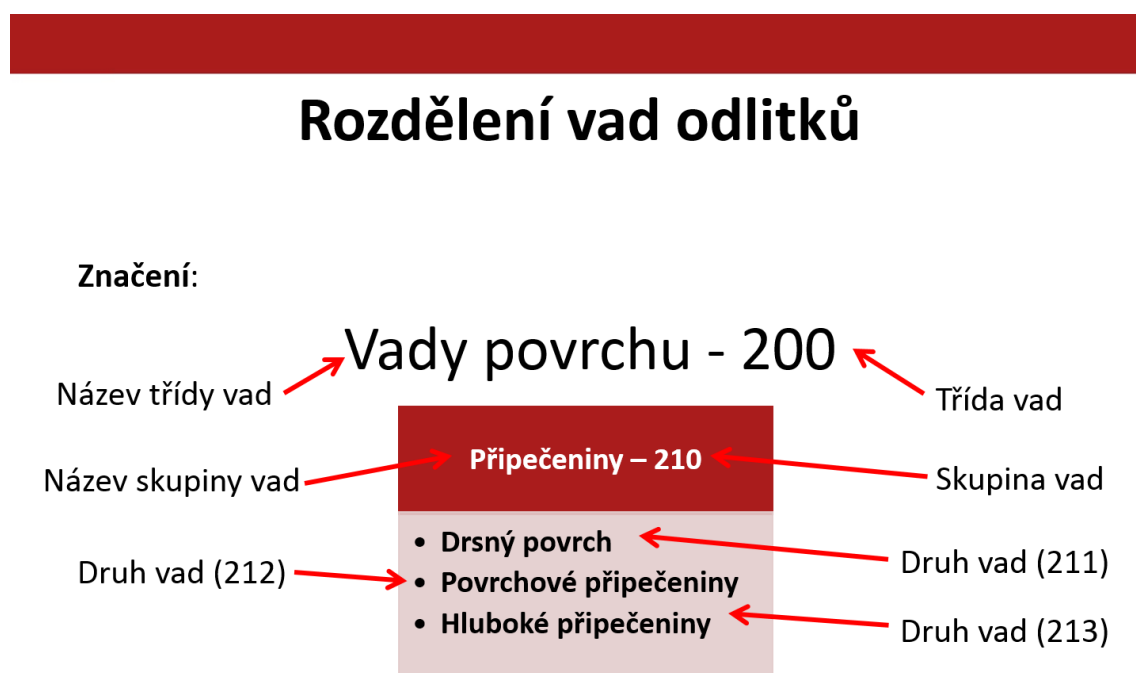 Rozdělení vad odlitků
Značení:
Vady povrchu - 200
Název třídy vad
Třída vad
Připečeniny – 210
Název skupiny vad
Skupina vad
• Drsný povrch
• Povrchové připečeniny
• Hluboké připečeniny
Druh vad (212)
Druh vad (211)
Druh vad (213)